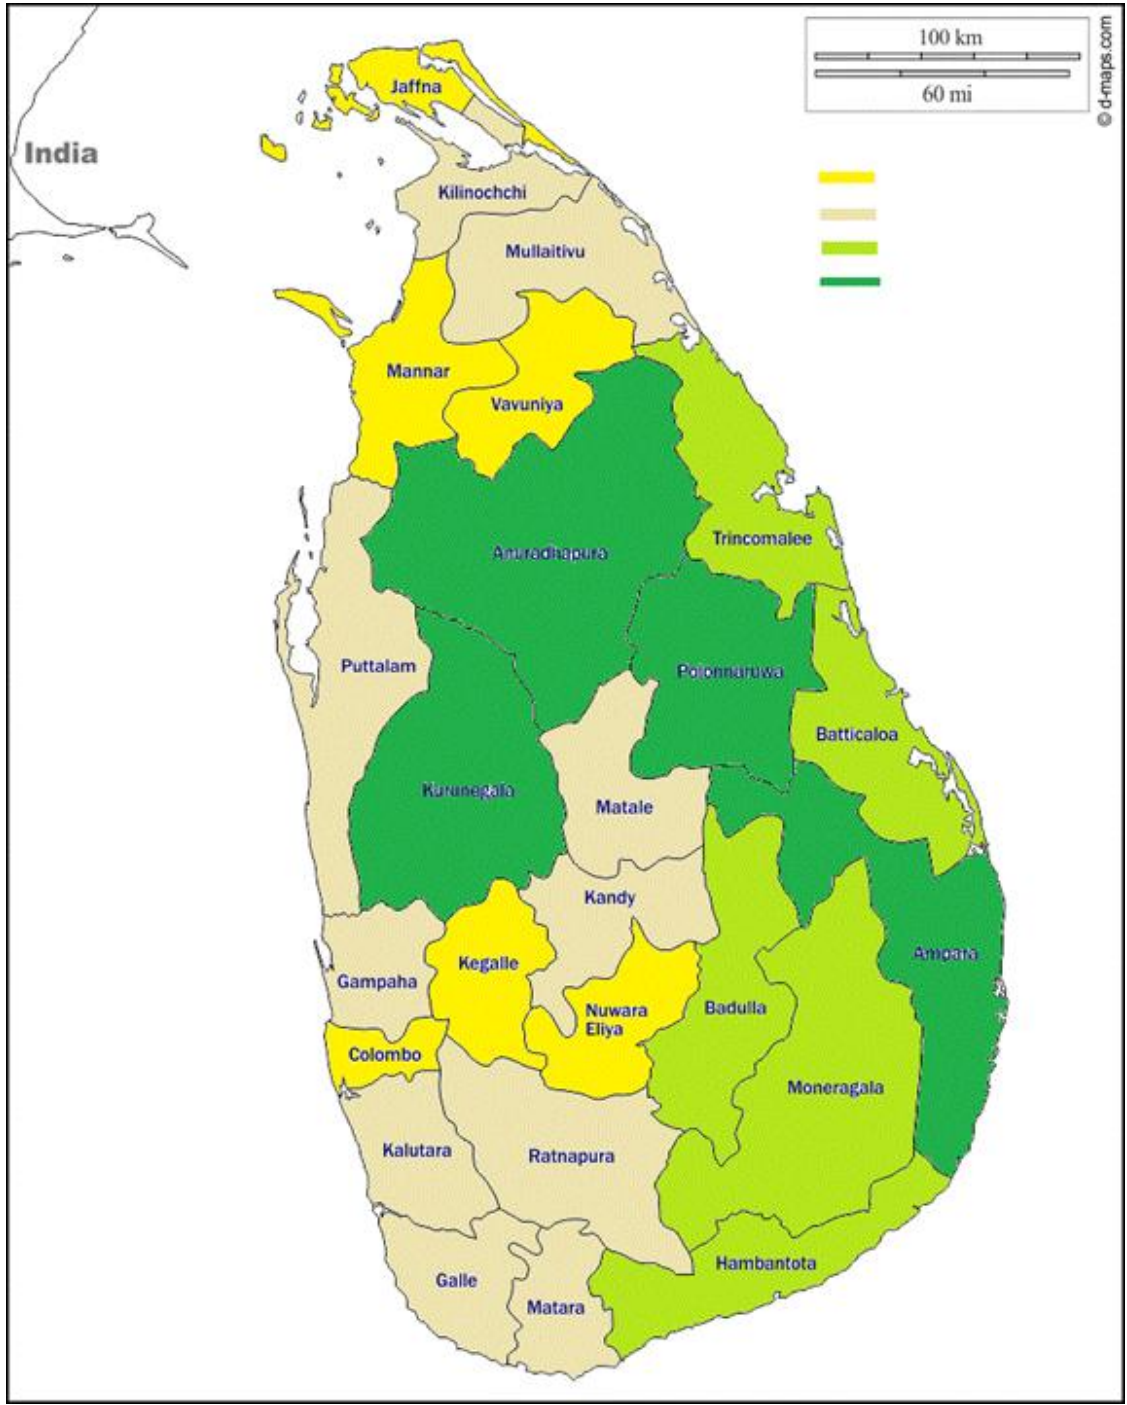 100 km
60 mi
© d-maps.com
India
Jaffna
Kilinochchi
Mullaitivu
Mannar
Vavuniya
Anuradhapura
Trincomalee
Puttalam
Polonnaruwa
Batticaloa
Kurunegala
Matale
Kandy
Ampara
Kegalle
Gampaha
Nuwara
Eliya
Badulla
Colombo
Moneragala
Kalutara
Ratnapura
Hambantota
Galle
Matara